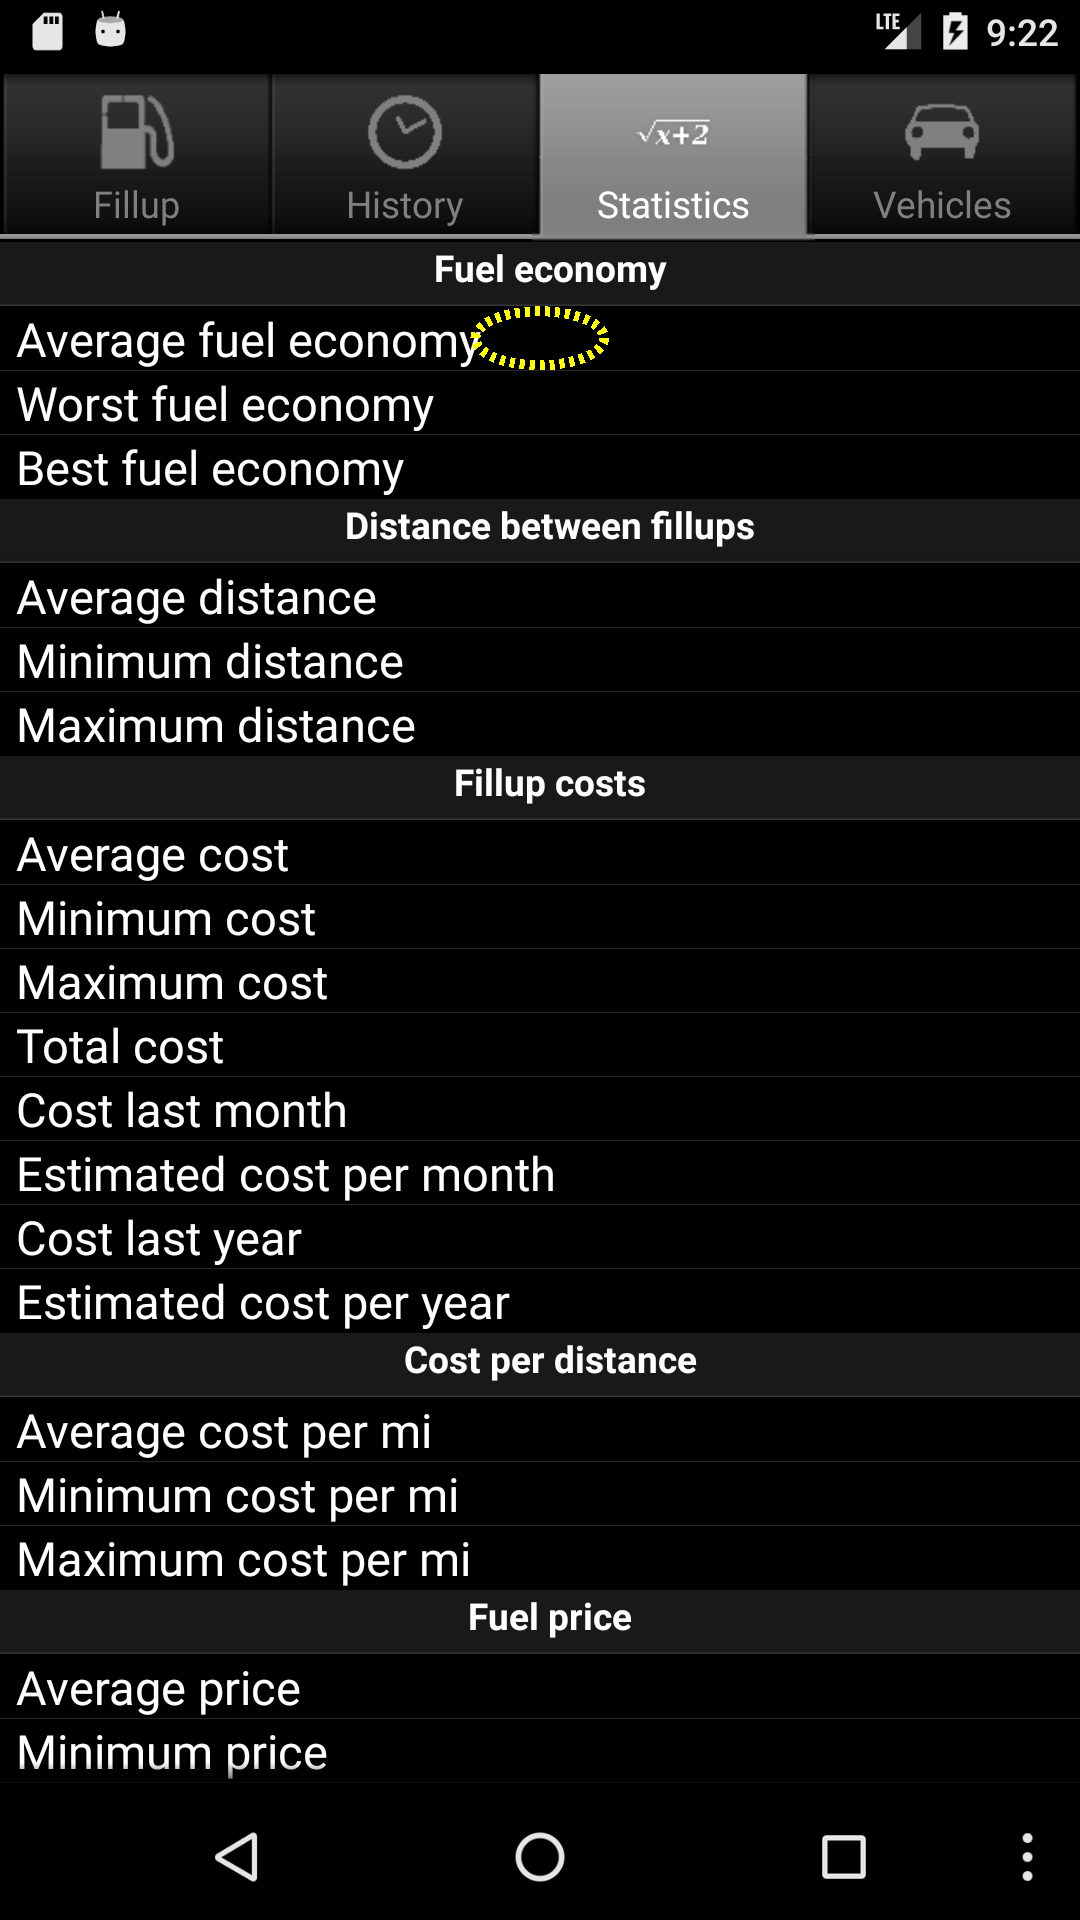 LTE 9:22
√x+2
Fillup History Statistics Vehicles
Fuel economy
Average fuel economy
Worst fuel economy
Best fuel economy
Distance between fillups
Average distance
Minimum distance
Maximum distance
Fillup costs
Average cost
Minimum cost
Maximum cost
Total cost
Cost last month
Estimated cost per month
Cost last year
Estimated cost per year
Cost per distance
Average cost per mi
Minimum cost per mi
Maximum cost per mi
Fuel price
Average price
Minimum price